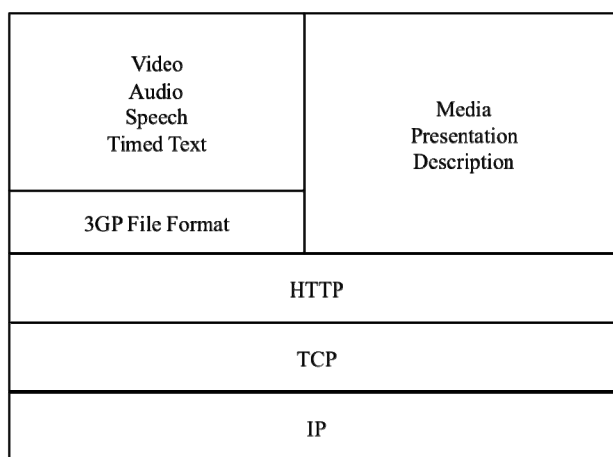 Video
Audio
Speech
Timed Text
Media
Presentation
Description
3GP File Format
HTTP
TCP
IP